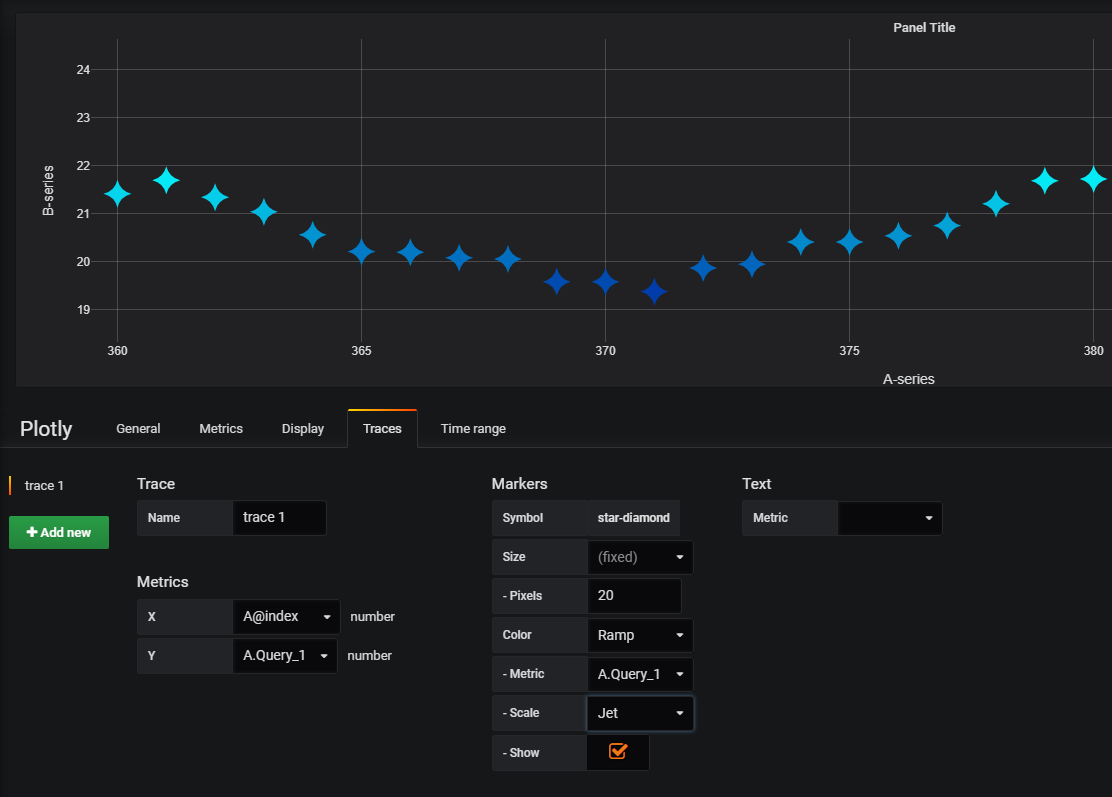 Panel Title
24
23
22
21
20
19
B-series
360 365 370 375 380
A-series
Plotly General Metrics Display Traces Time range
trace 1
Add new
Trace
Name trace 1
Metrics
X A@index number
Y A.Query_1 number
Markers
Symbol star-diamond
Size (fixed)
- Pixels 20
Color Ramp
- Metric A.Query_1
- Scale Jet
- Show
Text
Metric